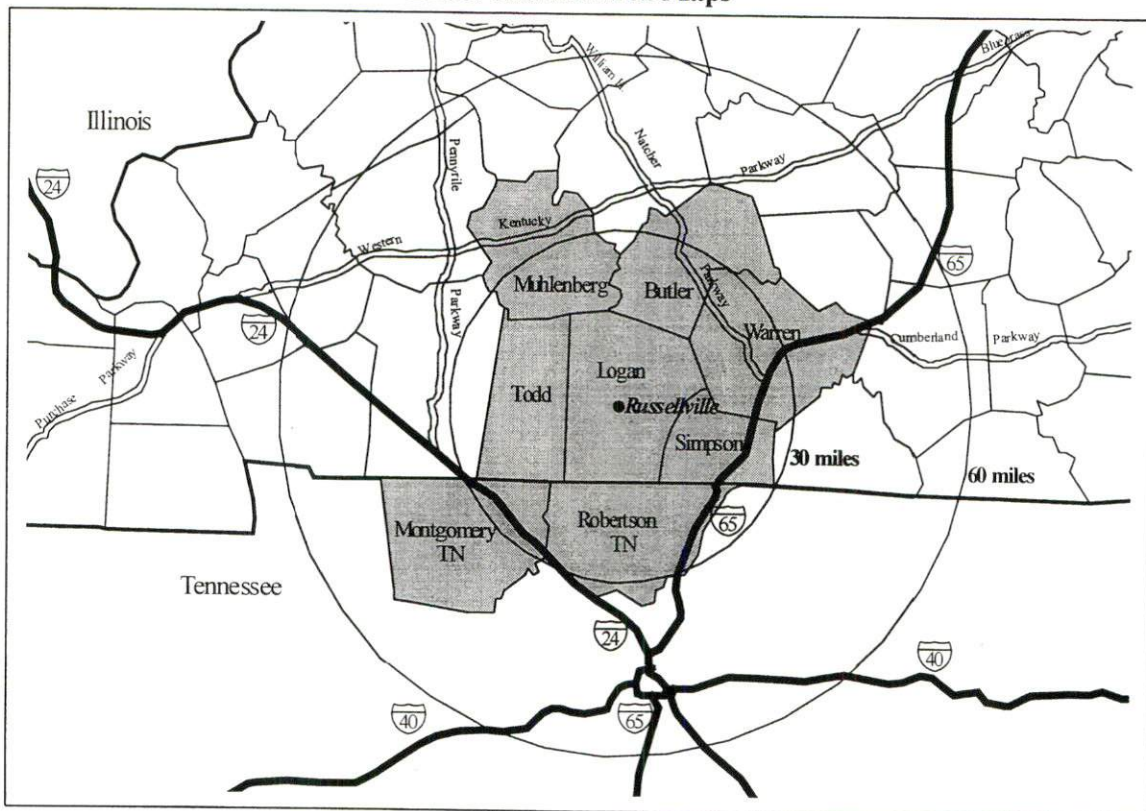 Illinois
24
William H.
Natcher
Parkway
Pennyrile
Parkway
Western
Kentucky
Parkway
65
24
Purchase
Parkway
Cumberland
Parkway
Muhlenberg
Butler
Warren
Todd
Logan
Russellville
Simpson
30 miles
60 miles
65
Montgomery
TN
Robertson
TN
Tennessee
24
40
65
40